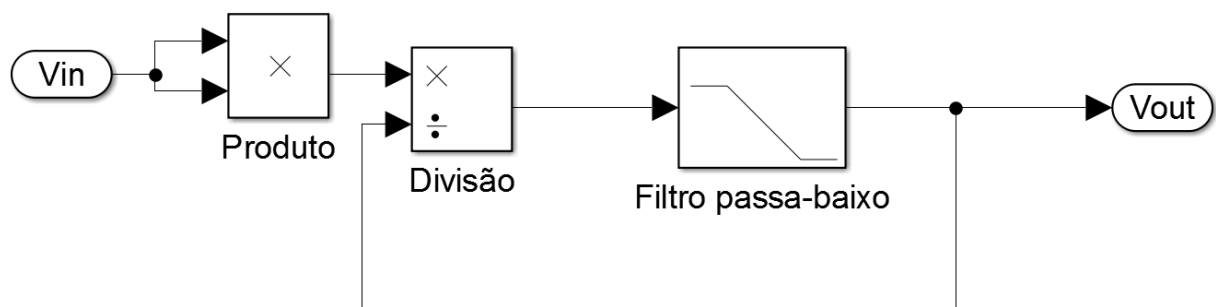 Vin
×
Produto
×
÷
Divisão
Filtro passa-baixo
Vout